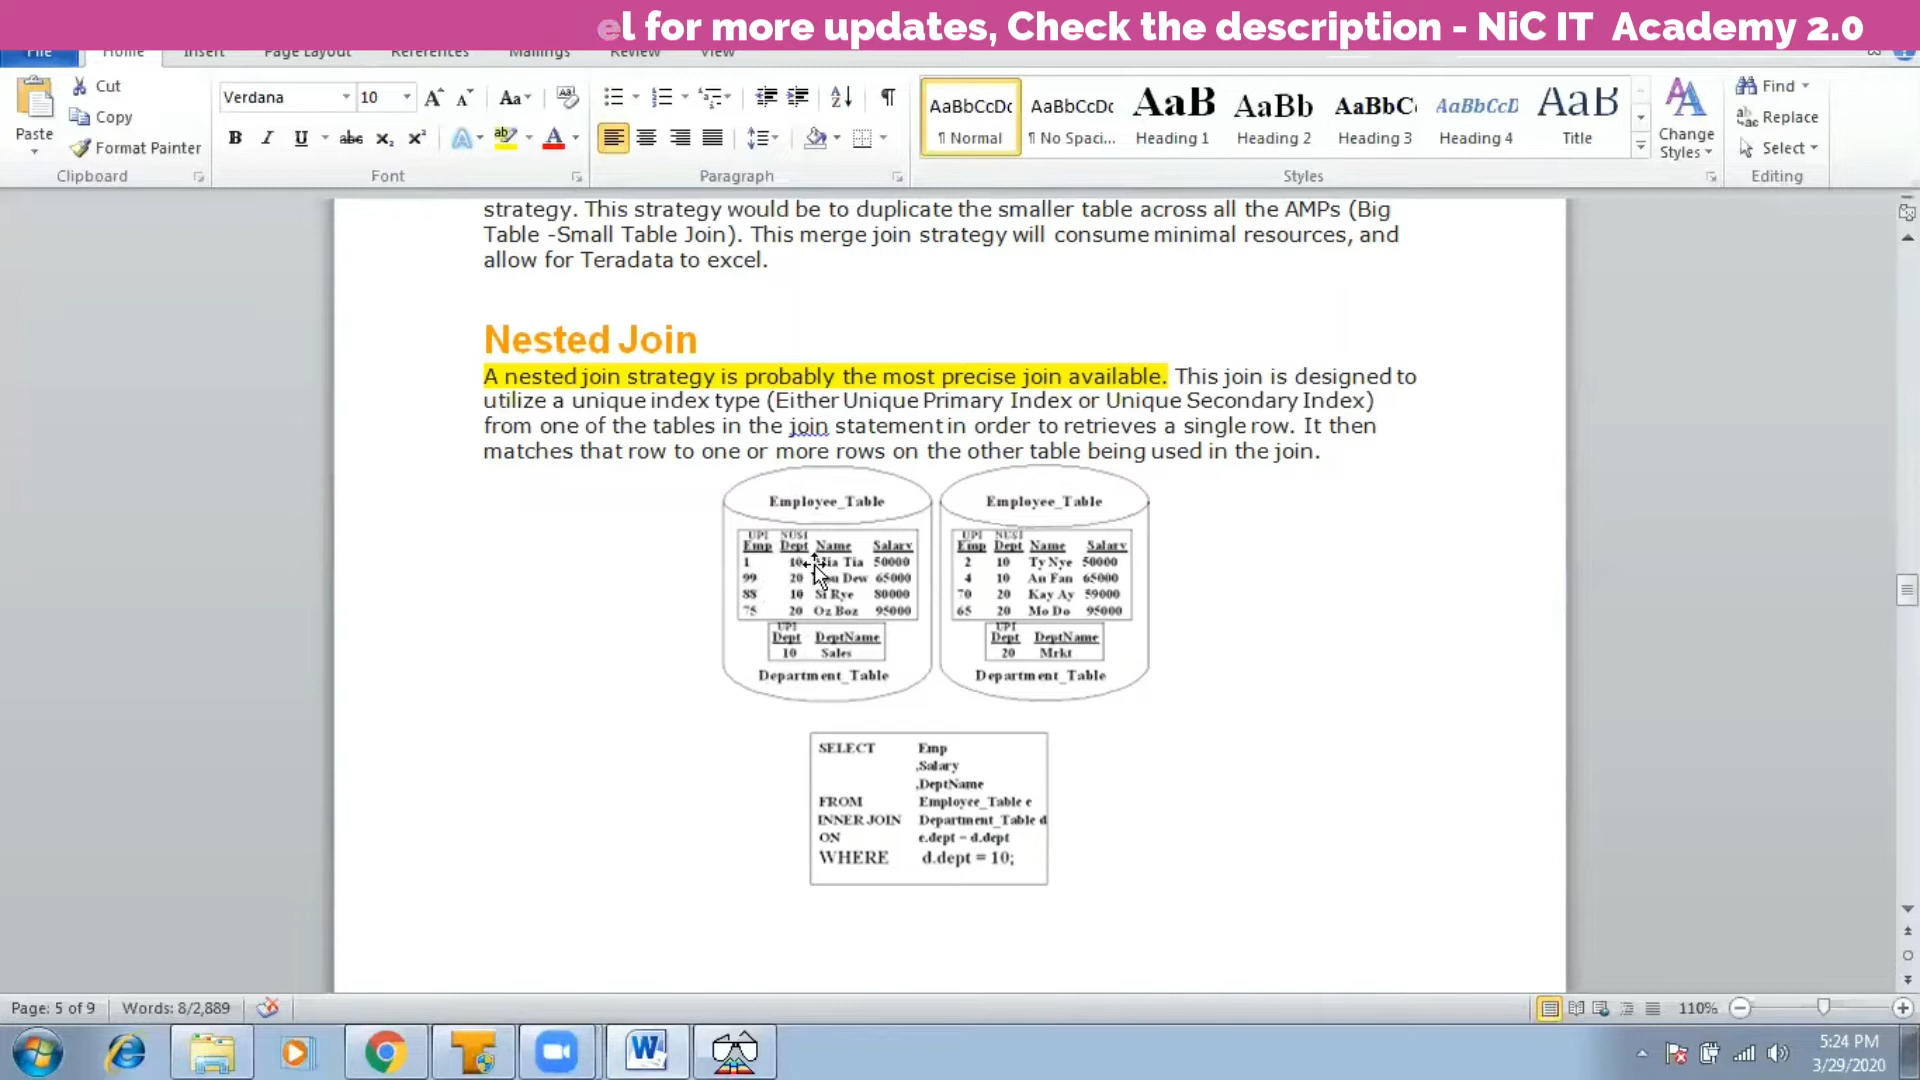 l for more updates, Check the description - NiC IT Academy 2.0
File Home Insert Page Layout References Mailings Review View
Cut
Copy
Paste
Format Painter
Clipboard
Verdana 10
Font
Paragraph
AaBbCcDc AaBbCcDc AaB AaBb AaBbC AaBbCcD AaB
¶ Normal ¶ No Spaci... Heading 1 Heading 2 Heading 3 Heading 4 Title
Change
Styles
Styles
Find
Replace
Select
Editing
strategy. This strategy would be to duplicate the smaller table across all the AMPs (Big
Table -Small Table Join). This merge join strategy will consume minimal resources, and
allow for Teradata to excel.
Nested Join
A nested join strategy is probably the most precise join available. This join is designed to
utilize a unique index type (Either Unique Primary Index or Unique Secondary Index)
from one of the tables in the join statement in order to retrieves a single row. It then
matches that row to one or more rows on the other table being used in the join.
Employee_Table
UPI NUSI
Emp Dept Name Salary
1 10 Tia 50000
99 20 Dew 65000
88 10 Si Rye 80000
75 20 Oz Boz 95000
UPI
Dept DeptName
10 Sales
Department_Table
Employee_Table
UPI NUSI
Emp Dept Name Salary
2 10 Ty Nye 50000
4 10 An Fan 65000
70 20 Kay Ay 59000
65 20 Mo Do 95000
UPI
Dept DeptName
20 Mrkt
Department_Table
SELECT Emp
,Salary
,DeptName
FROM Employee_Table e
INNER JOIN Department_Table d
ON e.dept = d.dept
WHERE d.dept = 10;
Page: 5 of 9 Words: 8/2,889
110%
5:24 PM
3/29/2020